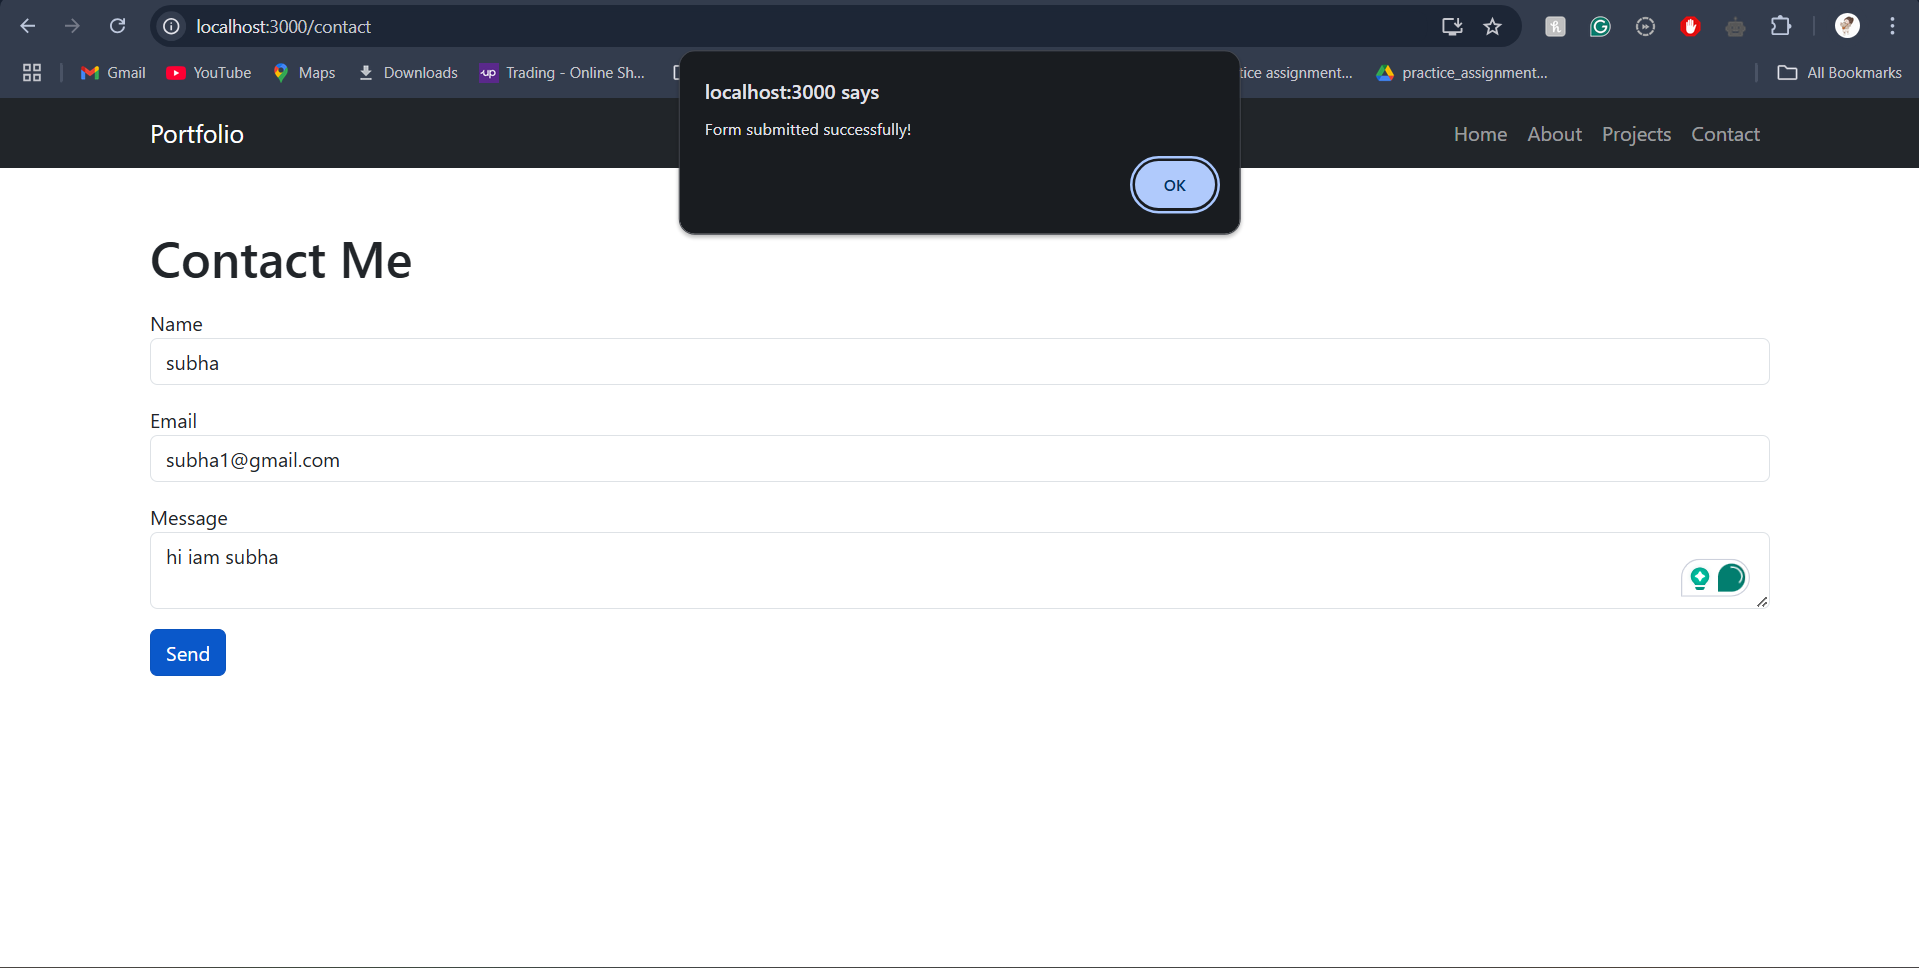 localhost:3000/contact
Gmail YouTube Maps Downloads up Trading - Online Sh... tice assignment... practice_assignment... All Bookmarks
localhost:3000 says
Form submitted successfully!
OK
Portfolio Home About Projects Contact
Contact Me
Name
subha
Email
subha1@gmail.com
Message
hi iam subha
Send